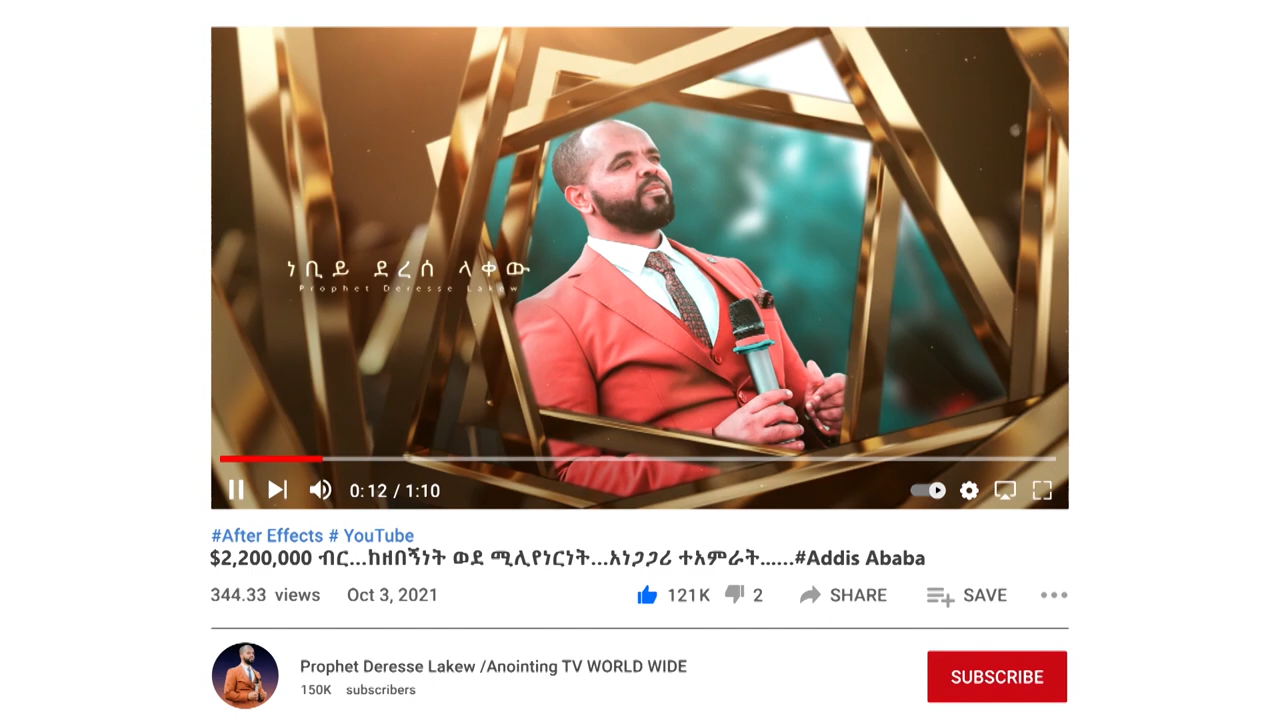 ነቢይ ደረሰ ላቀው
Prophet Deresse Lakew
0:12 / 1:10
#After Effects # YouTube
$2,200,000 ብር...ከዘበኝነት ወደ ሚሊየነርነት...አነጋጋሪ ተአምራት......#Addis Ababa
344.33 views Oct 3, 2021 121K 2 SHARE SAVE
Prophet Deresse Lakew /Anointing TV WORLD WIDE
150K subscribers
SUBSCRIBE